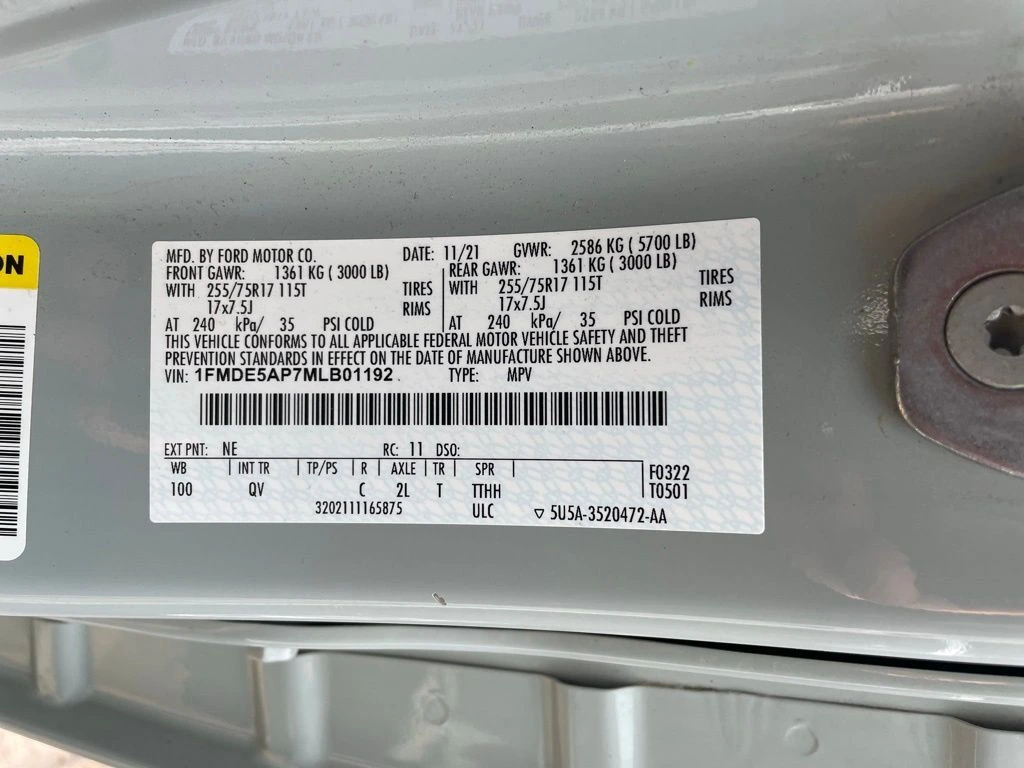 ON
MFD. BY FORD MOTOR CO. DATE: 11/21 GVWR: 2586 KG ( 5700 LB)
FRONT GAWR: 1361 KG ( 3000 LB) REAR GAWR: 1361 KG ( 3000 LB)
WITH 255/75R17 115T TIRES WITH 255/75R17 115T TIRES
17x7.5J RIMS 17x7.5J RIMS
AT 240 kPa/ 35 PSI COLD AT 240 kPa/ 35 PSI COLD
THIS VEHICLE CONFORMS TO ALL APPLICABLE FEDERAL MOTOR VEHICLE SAFETY AND THEFT
PREVENTION STANDARDS IN EFFECT ON THE DATE OF MANUFACTURE SHOWN ABOVE.
VIN: 1FMDE5AP7MLB01192 TYPE: MPV
EXT PNT: NE RC: 11 DSO:
WB INT TR TP/PS R AXLE TR SPR F0322
100 QV C 2L T TTHH T0501
3202111165875 ULC ▽ 5U5A-3520472-AA